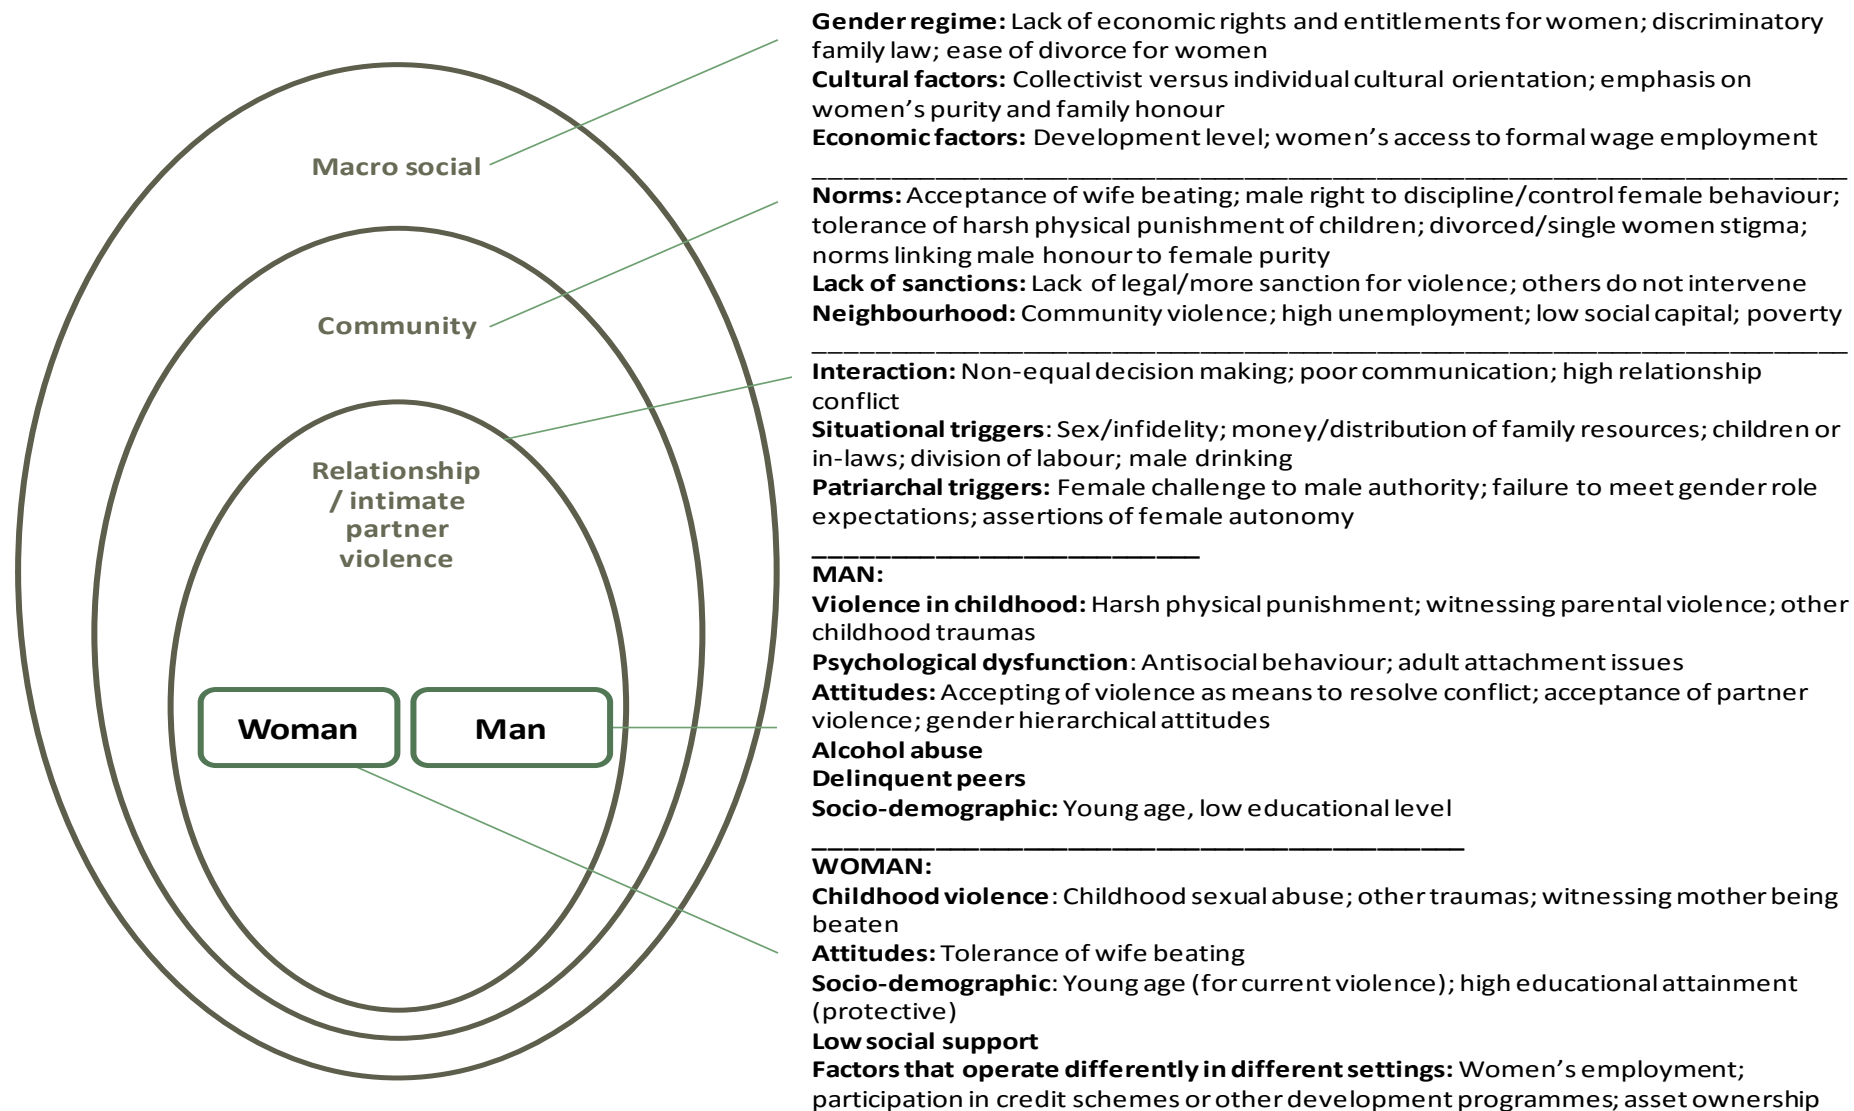 Macro social
Community
Relationship
/ intimate
partner
violence
Woman
Man
Gender regime: Lack of economic rights and entitlements for women; discriminatory
family law; ease of divorce for women
Cultural factors: Collectivist versus individual cultural orientation; emphasis on
women’s purity and family honour
Economic factors: Development level; women’s access to formal wage employment
Norms: Acceptance of wife beating; male right to discipline/control female behaviour;
tolerance of harsh physical punishment of children; divorced/single women stigma;
norms linking male honour to female purity
Lack of sanctions: Lack of legal/more sanction for violence; others do not intervene
Neighbourhood: Community violence; high unemployment; low social capital; poverty
Interaction: Non-equal decision making; poor communication; high relationship
conflict
Situational triggers: Sex/infidelity; money/distribution of family resources; children or
in-laws; division of labour; male drinking
Patriarchal triggers: Female challenge to male authority; failure to meet gender role
expectations; assertions of female autonomy
MAN:
Violence in childhood: Harsh physical punishment; witnessing parental violence; other
childhood traumas
Psychological dysfunction: Antisocial behaviour; adult attachment issues
Attitudes: Accepting of violence as means to resolve conflict; acceptance of partner
violence; gender hierarchical attitudes
Alcohol abuse
Delinquent peers
Socio-demographic: Young age, low educational level
WOMAN:
Childhood violence: Childhood sexual abuse; other traumas; witnessing mother being
beaten
Attitudes: Tolerance of wife beating
Socio-demographic: Young age (for current violence); high educational attainment
(protective)
Low social support
Factors that operate differently in different settings: Women’s employment;
participation in credit schemes or other development programmes; asset ownership